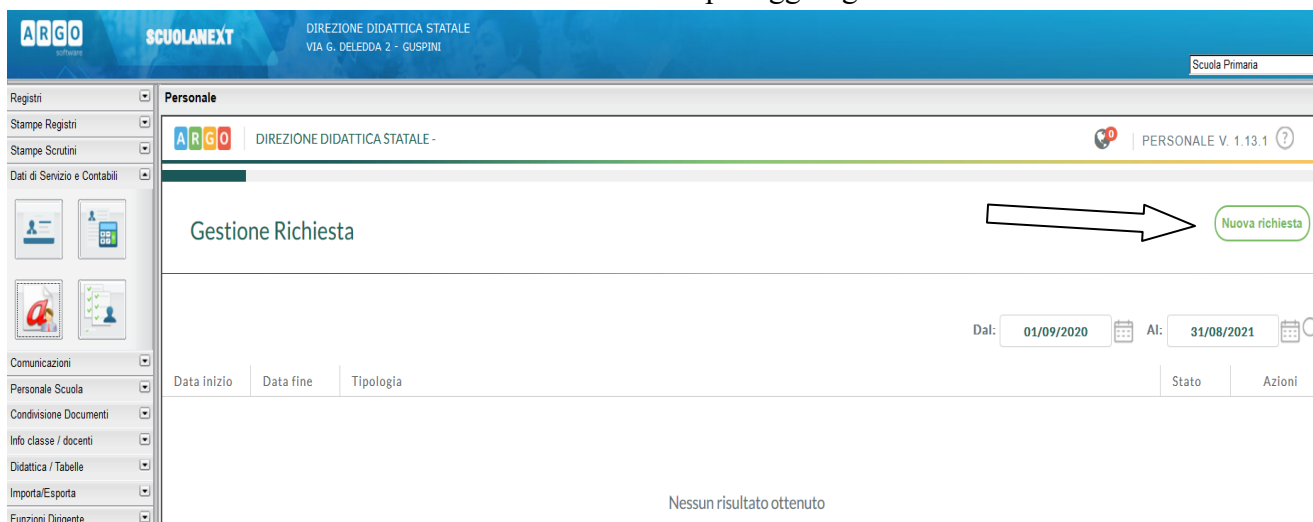 ARGO
software
SCUOLANEXT
DIREZIONE DIDATTICA STATALE
VIA G. DELEDDA 2 - GUSPINI
Scuola Primaria
Registri
Stampe Registri
Stampe Scrutini
Dati di Servizio e Contabili
Comunicazioni
Personale Scuola
Condivisione Documenti
Info classe / docenti
Didattica / Tabelle
Importa/Esporta
Funzioni Dirigente
Personale
ARGO
DIREZIONE DIDATTICA STATALE -
0
PERSONALE V. 1.13.1 ?
Gestione Richiesta
Nuova richiesta
Dal: 01/09/2020 Al: 31/08/2021
Data inizio Data fine Tipologia Stato Azioni
Nessun risultato ottenuto